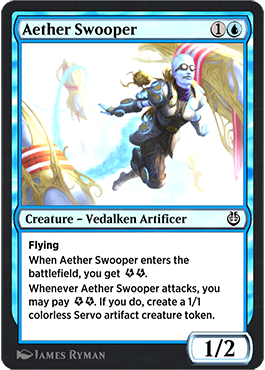 Aether Swooper 1
Creature – Vedalken Artificer
Flying
When Aether Swooper enters the
battlefield, you get .
Whenever Aether Swooper attacks, you
may pay . If you do, create a 1/1
colorless Servo artifact creature token.
James Ryman
1/2